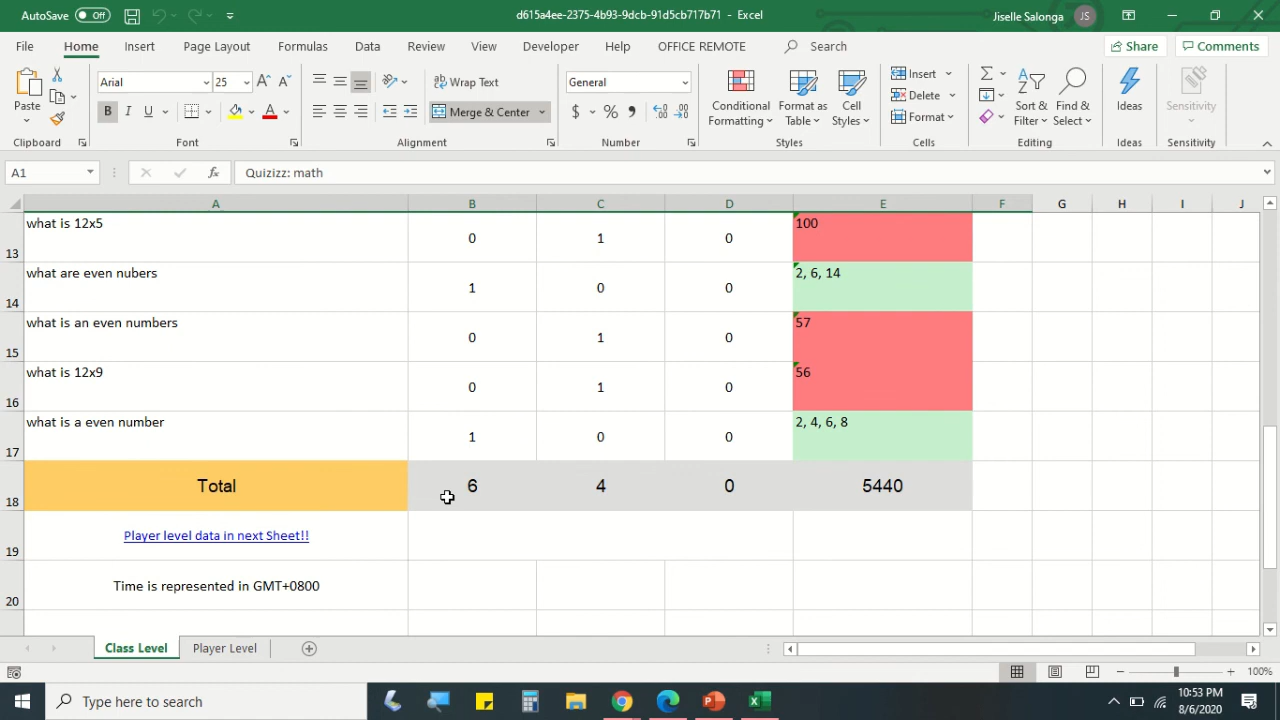 AutoSave Off d615a4ee-2375-4b93-9dcb-91d5cb717b71 - Excel Jiselle Salonga JS
File Home Insert Page Layout Formulas Data Review View Developer Help OFFICE REMOTE Search Share Comments
Paste
Clipboard
Arial 25
B I U
Font
Wrap Text
Merge & Center
Alignment
General
$ % ,
Number
Conditional Formatting
Format as Table
Cell Styles
Styles
Insert
Delete
Format
Cells
Sort & Filter
Find & Select
Editing
Ideas
Ideas
Sensitivity
Sensitivity
A1 fx Quizizz: math
A B C D E F G H I J
13 what is 12x5 0 1 0 100
14 what are even nubers 1 0 0 2, 6, 14
15 what is an even numbers 0 1 0 57
16 what is 12x9 0 1 0 56
17 what is a even number 1 0 0 2, 4, 6, 8
18 Total 6 4 0 5440
19 Player level data in next Sheet!!
20 Time is represented in GMT+0800
Class Level Player Level
100%
Type here to search
10:53 PM
8/6/2020